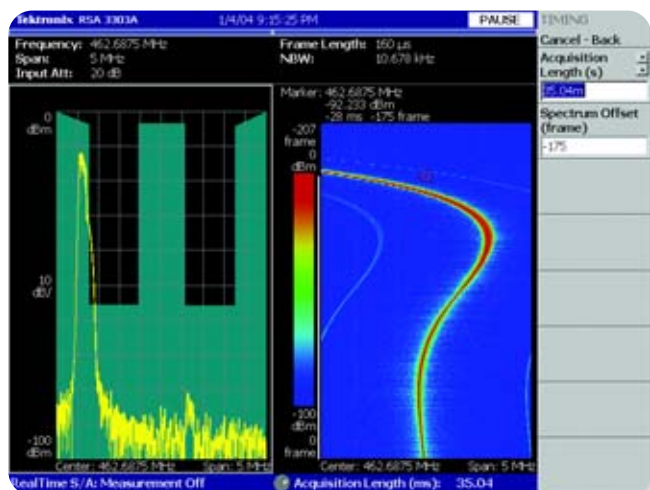 Tektronix RSA 3303A 1/4/04 9:15:25 PM PAUSE TIMING
Frequency: 462.6875 MHz
Span: 5 MHz
Input Att: 20 dB
Frame Length: 160 µs
NBW: 10.678 kHz
Cancel - Back
Acquisition
Length (s)
35.04m
Spectrum Offset
(frame)
-175
Marker: 462.6875 MHz
-92.233 dBm
-28 ms -175 frame
0
dBm
10
dB/
-100
dBm
Center: 462.6875 MHz Span: 5 MHz
-207
frame
0
dBm
-100
dBm
0
frame
Center: 462.6875 MHz Span: 5 MHz
RealTime S/A: Measurement Off
Acquisition Length (ms): 35.04